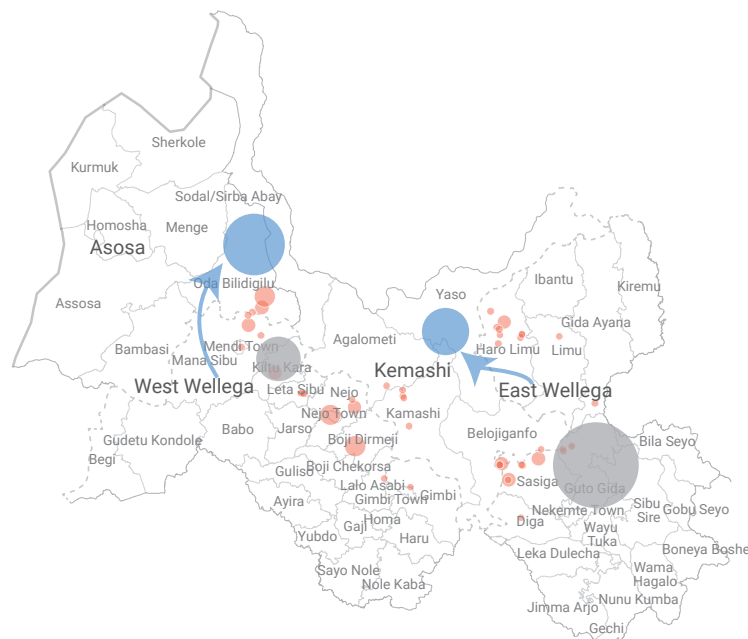 Sherkole
Kurmuk
Sodal/Sirba Abay
Homosha
Menge
Asosa
Oda Bilidigilu
Yaso
Ibantu
Kiremu
Assosa
Gida Ayana
Bambasi
Mendi Town
Agalometi
Haro Limu
Limu
Mana Sibu
Kiltu Kara
Kemashi
West Wellega
Leta Sibu
Nejo
East Wellega
Nejo Town
Kamashi
Babo
Jarso
Belojiganfo
Gudetu Kondole
Boji Dirmeji
Bila Seyo
Begi
Guliso
Boji Chekorsa
Lalo Asabi
Sasiga
Guto Gida
Gimbi Town
Gimbi
Ayira
Nekemte Town
Sibu
Sire
Gobu Seyo
Homa
Diga
Wayu
Tuka
Yubdo
Gaji
Haru
Leka Dulecha
Boneya Boshe
Sayo Nole
Wama
Hagalo
Nole Kaba
Nunu Kumba
Jimma Arjo
Gechi